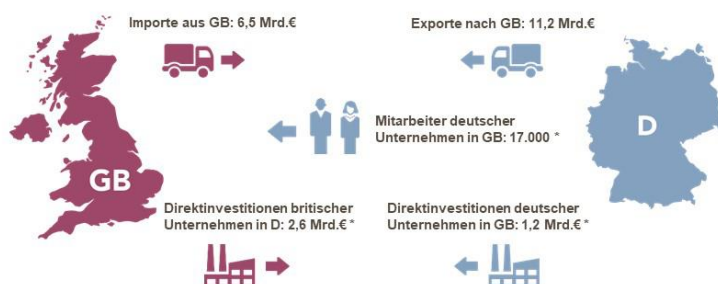 Importe aus GB: 6,5 Mrd.€
Exporte nach GB: 11,2 Mrd.€
Mitarbeiter deutscher
Unternehmen in GB: 17.000 *
D
GB
Direktinvestitionen britischer
Unternehmen in D: 2,6 Mrd.€ *
Direktinvestitionen deutscher
Unternehmen in GB: 1,2 Mrd.€ *